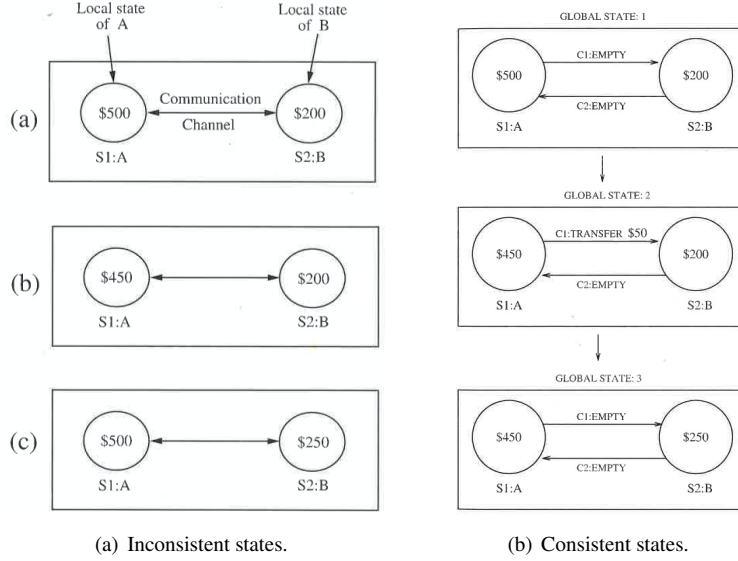 Local state
of A
Local state
of B
(a)
$500
Communication
Channel
$200
S1:A
S2:B
(b)
$450
$200
S1:A
S2:B
(c)
$500
$250
S1:A
S2:B
(a) Inconsistent states.
GLOBAL STATE: 1
$500
C1:EMPTY
C2:EMPTY
$200
S1:A
S2:B
GLOBAL STATE: 2
$450
C1:TRANSFER $50
C2:EMPTY
$200
S1:A
S2:B
GLOBAL STATE: 3
$450
C1:EMPTY
C2:EMPTY
$250
S1:A
S2:B
(b) Consistent states.